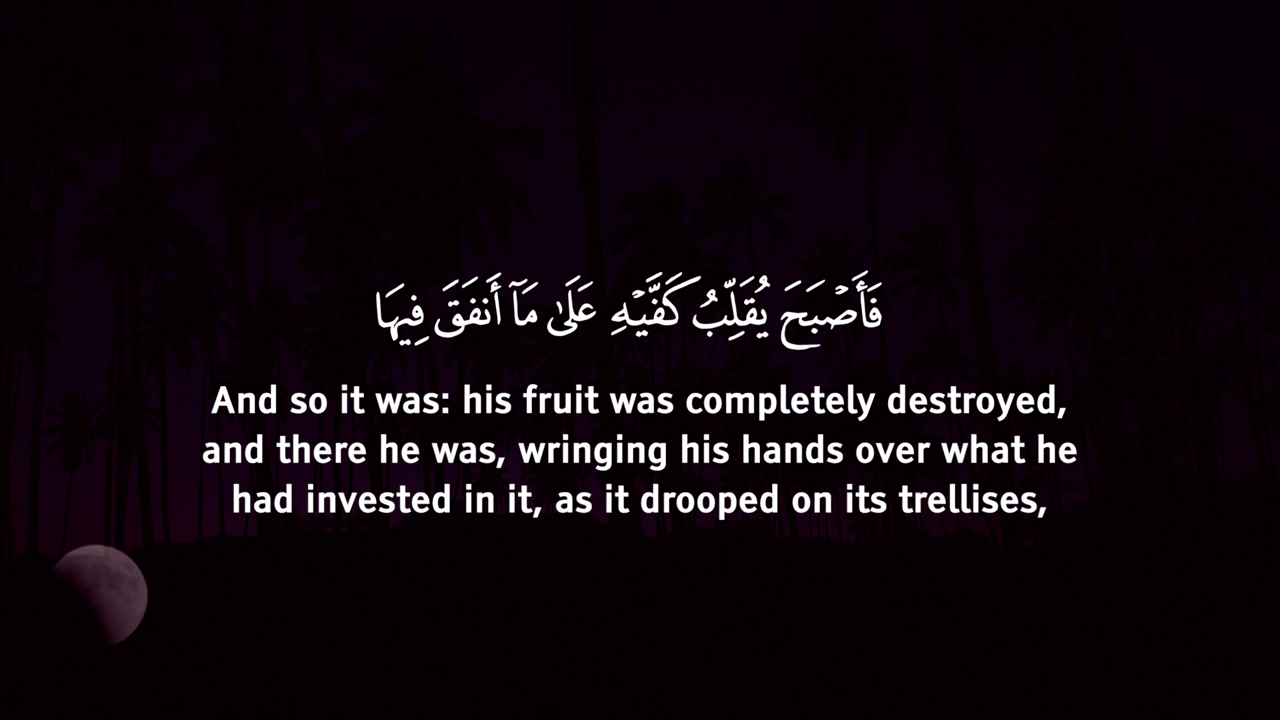 فَأَصْبَحَ يُقَلِّبُ كَفَّيْهِ عَلَىٰ مَآ أَنفَقَ فِيهَا
And so it was: his fruit was completely destroyed,
and there he was, wringing his hands over what he
had invested in it, as it drooped on its trellises,